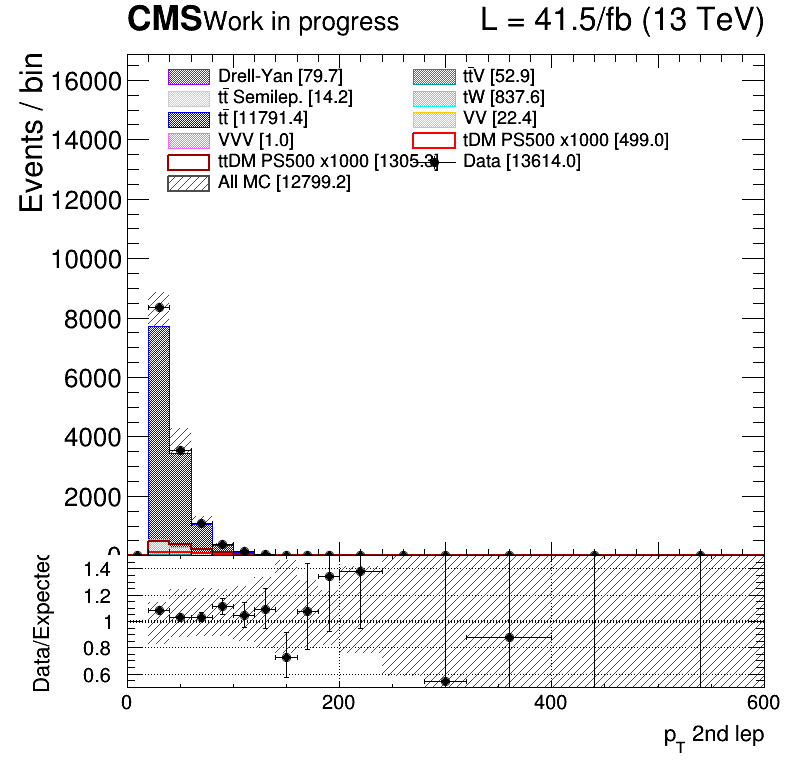 CMS Work in progress L = 41.5/fb (13 TeV)
Events / bin
16000
14000
12000
10000
8000
6000
4000
2000
0
Drell-Yan [79.7]
tt̄V [52.9]
tt̄ Semilep. [14.2]
tW [837.6]
tt̄ [11791.4]
VV [22.4]
VVV [1.0]
tDM PS500 x1000 [499.0]
ttDM PS500 x1000 [1305.3]
Data [13614.0]
All MC [12799.2]
Data/Expected
1.4
1.2
1
0.8
0.6
0 200 400 600
p_T 2nd lep